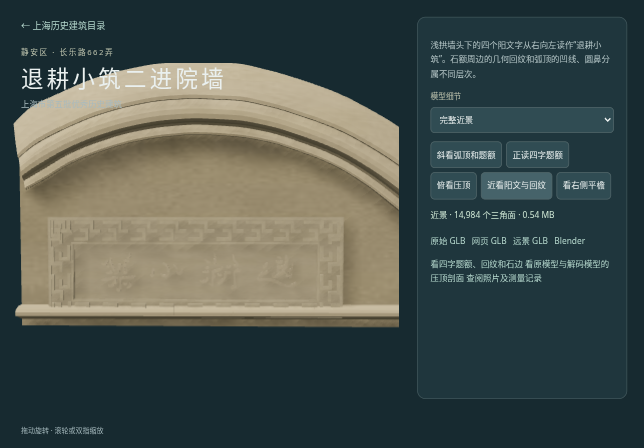 ← 上海历史建筑目录
静安区 · 长乐路662弄
退耕小筑二进院墙
浅拱墙头下的四个阳文字从右向左读作“退耕小
筑”。石额周边的几何回纹和弧顶的凹线、圆鼻分
属不同层次。
模型细节
完整近景
斜看弧顶和题额
正读四字题额
俯看压顶
近看阳文与回纹
看右侧平檐
近景 · 14,984 个三角面 · 0.54 MB
原始 GLB 网页 GLB 远景 GLB Blender
看四字题额、回纹和石边 看原模型与解码模型的
压顶剖面 查阅照片及测量记录
拖动旋转 · 滚轮或双指缩放